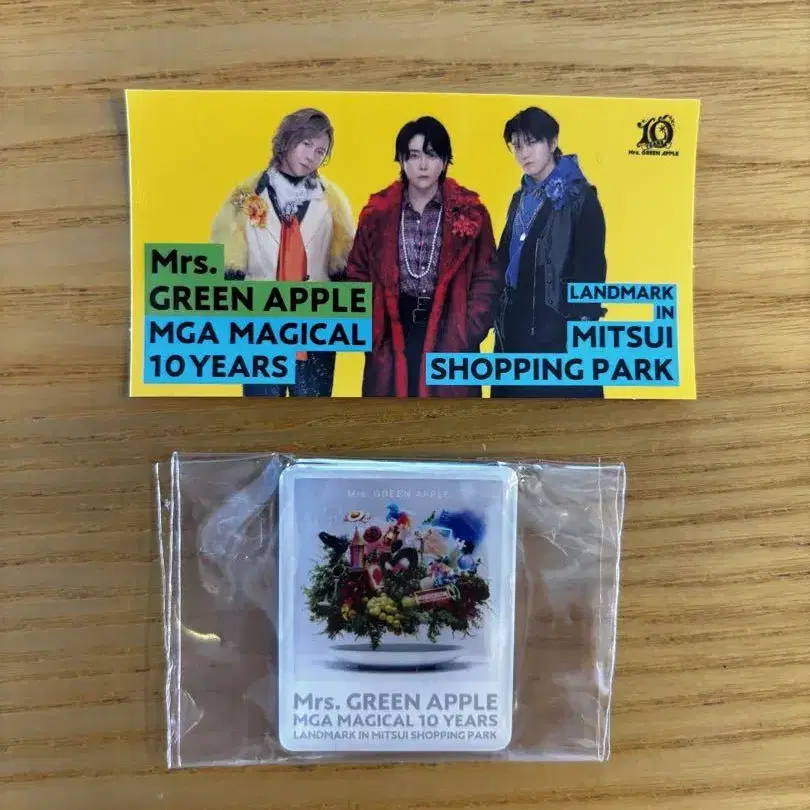 10
YEARS
Mrs. GREEN APPLE
Mrs.
GREEN APPLE
MGA MAGICAL
10 YEARS
LANDMARK
IN
MITSUI
SHOPPING PARK
Mrs. GREEN APPLE
Mrs. GREEN APPLE
MGA MAGICAL 10 YEARS
LANDMARK IN MITSUI SHOPPING PARK